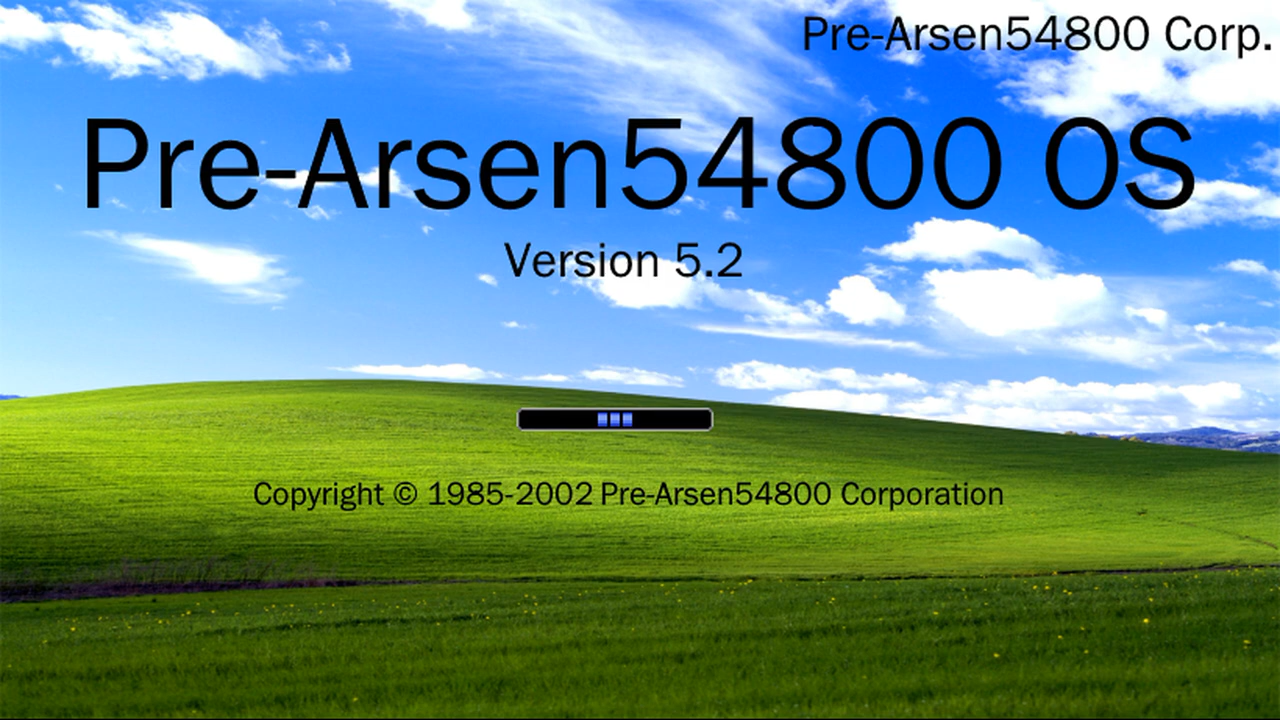 Pre-Arsen54800 Corp.
Pre-Arsen54800 OS
Version 5.2
Copyright © 1985-2002 Pre-Arsen54800 Corporation